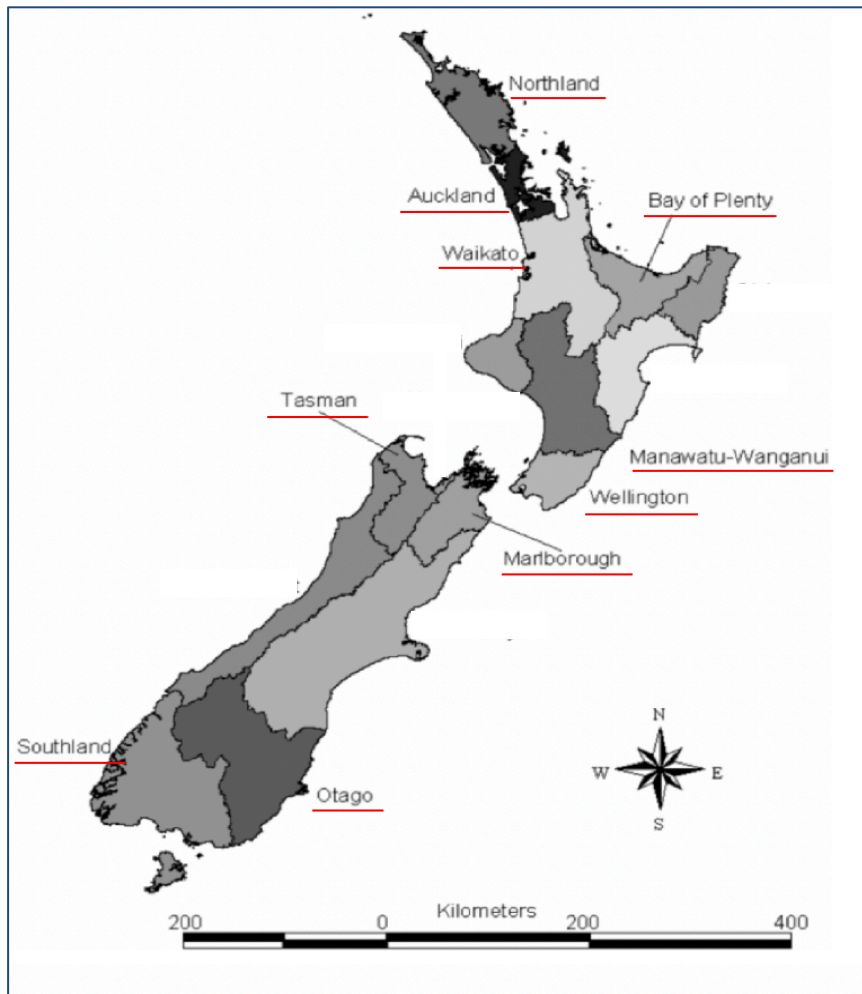 Northland
Auckland
Bay of Plenty
Waikato
Tasman
Manawatu-Wanganui
Wellington
Marlborough
Southland
Otago
N
W E
S
Kilometers
200 0 200 400